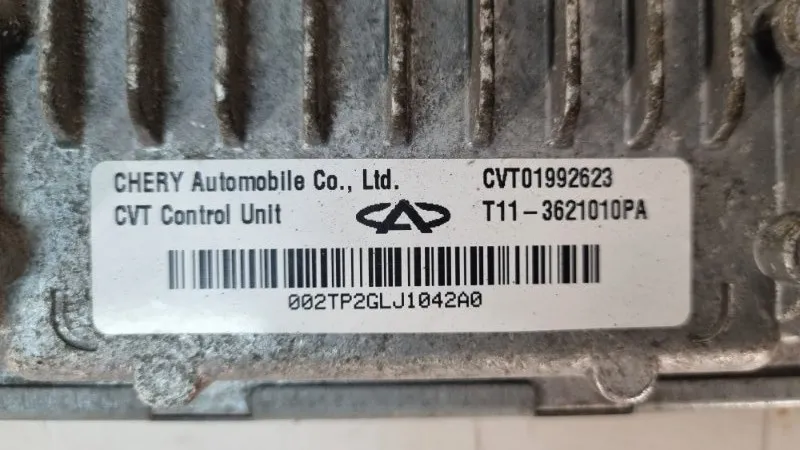 CHERY Automobile Co., Ltd. CVT01992623
CVT Control Unit T11-3621010PA
002TP2GLJ1042A0